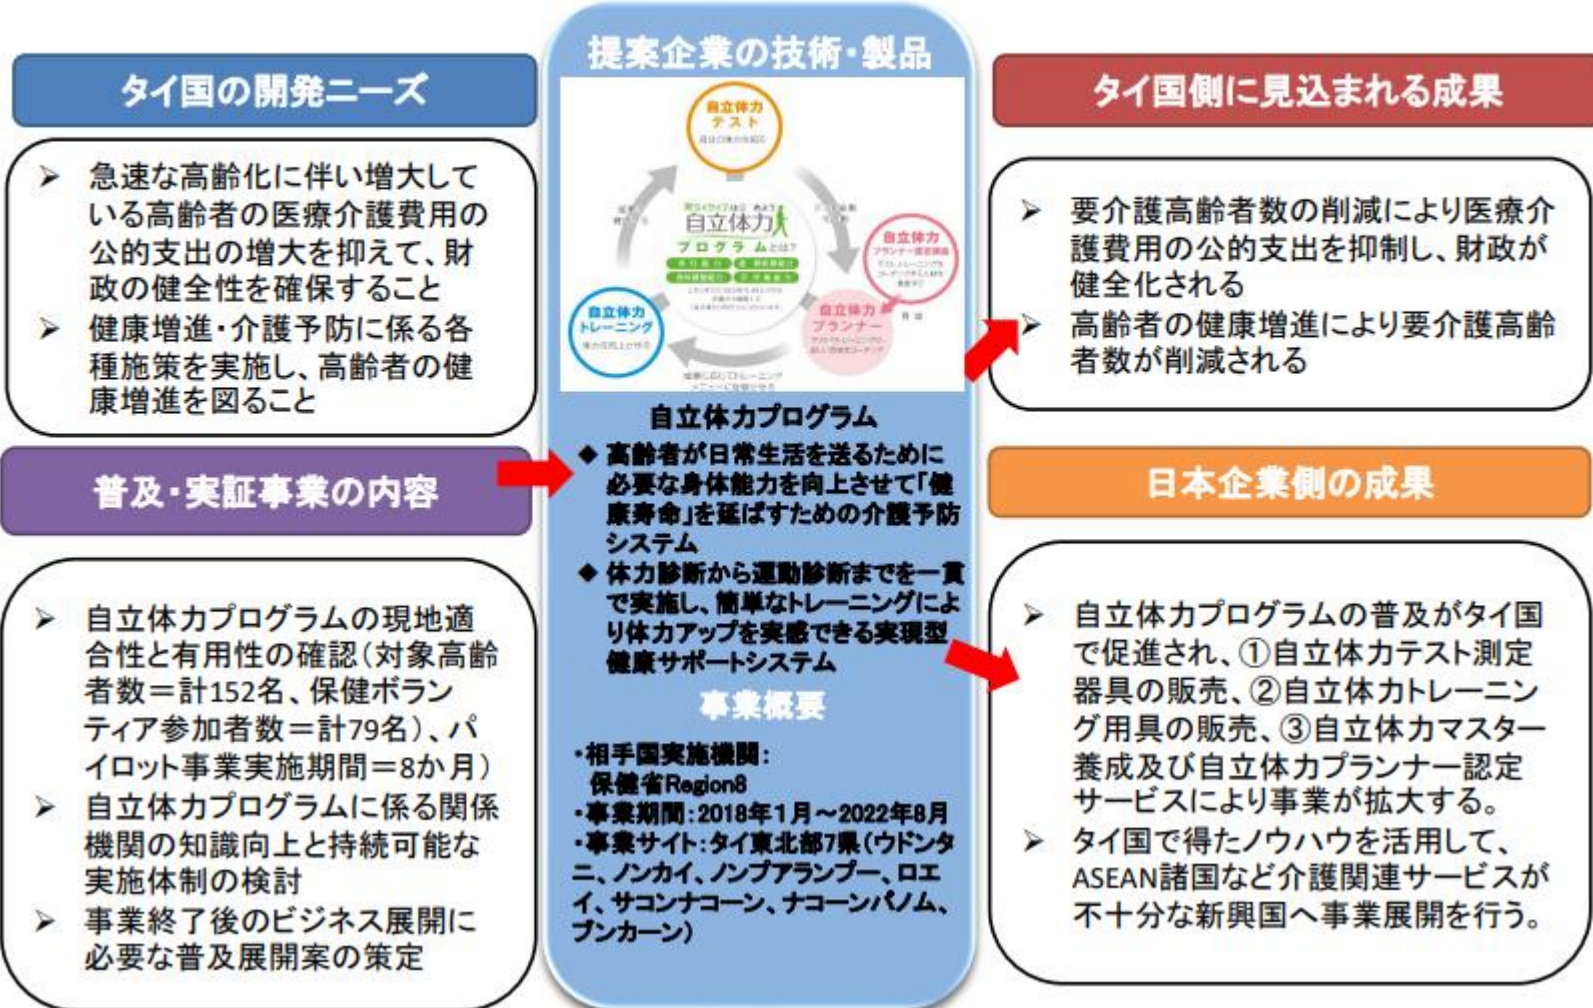 タイ国の開発ニーズ
➢ 急速な高齢化に伴い増大して
いる高齢者の医療介護費用の
公的支出の増大を抑えて、財
政の健全性を確保すること
➢ 健康増進・介護予防に係る各
種施策を実施し、高齢者の健
康増進を図ること
普及・実証事業の内容
➢ 自立体力プログラムの現地適
合性と有用性の確認(対象高齢
者数＝計152名、保健ボラン
ティア参加者数＝計79名)、パ
イロット事業実施期間＝8か月)
➢ 自立体力プログラムに係る関係
機関の知識向上と持続可能な
実施体制の検討
➢ 事業終了後のビジネス展開に
必要な普及展開案の策定
提案企業の技術・製品
自立体力
テスト
自立体力
プログラムとは?
自立体力
プランナー
自立体力
トレーニング
自立体力プログラム
◆ 高齢者が日常生活を送るために
必要な身体能力を向上させて「健
康寿命」を延ばすための介護予防
システム
◆ 体力診断から運動診断までを一貫
で実施し、簡単なトレーニングによ
り体力アップを実感できる実現型
健康サポートシステム
事業概要
・相手国実施機関：
保健省Region8
・事業期間：2018年1月～2022年8月
・事業サイト：タイ東北部7県(ウドンタ
ニ、ノンカイ、ノンブアランプー、ロエ
イ、サコンナコーン、ナコーンパノム、
ブンカーン)
タイ国側に見込まれる成果
➢ 要介護高齢者数の削減により医療介
護費用の公的支出を抑制し、財政が
健全化される
➢ 高齢者の健康増進により要介護高齢
者数が削減される
日本企業側の成果
➢ 自立体力プログラムの普及がタイ国
で促進され、①自立体力テスト測定
器具の販売、②自立体力トレーニン
グ用具の販売、③自立体力マスター
養成及び自立体力プランナー認定
サービスにより事業が拡大する。
➢ タイ国で得たノウハウを活用して、
ASEAN諸国など介護関連サービスが
不十分な新興国へ事業展開を行う。